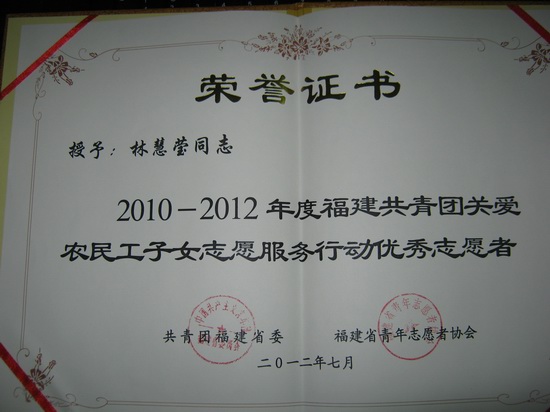 荣誉证书
授予：林慧莹同志
2010－2012年度福建共青团关爱
农民工子女志愿服务行动优秀志愿者
共青团福建省委 福建省青年志愿者协会
二〇一二年七月